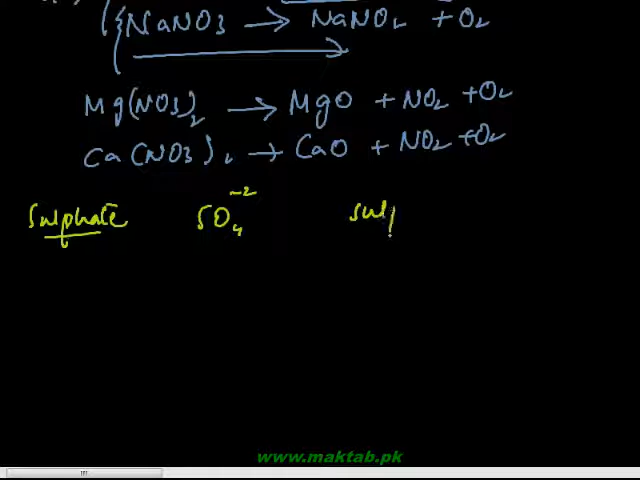 NaNO3 → NaNO2 + O2
Mg(NO3)2 → MgO + NO2 + O2
Ca(NO3)2 → CaO + NO2 + O2
Sulphate SO4-2 sulp
www.maktab.pk